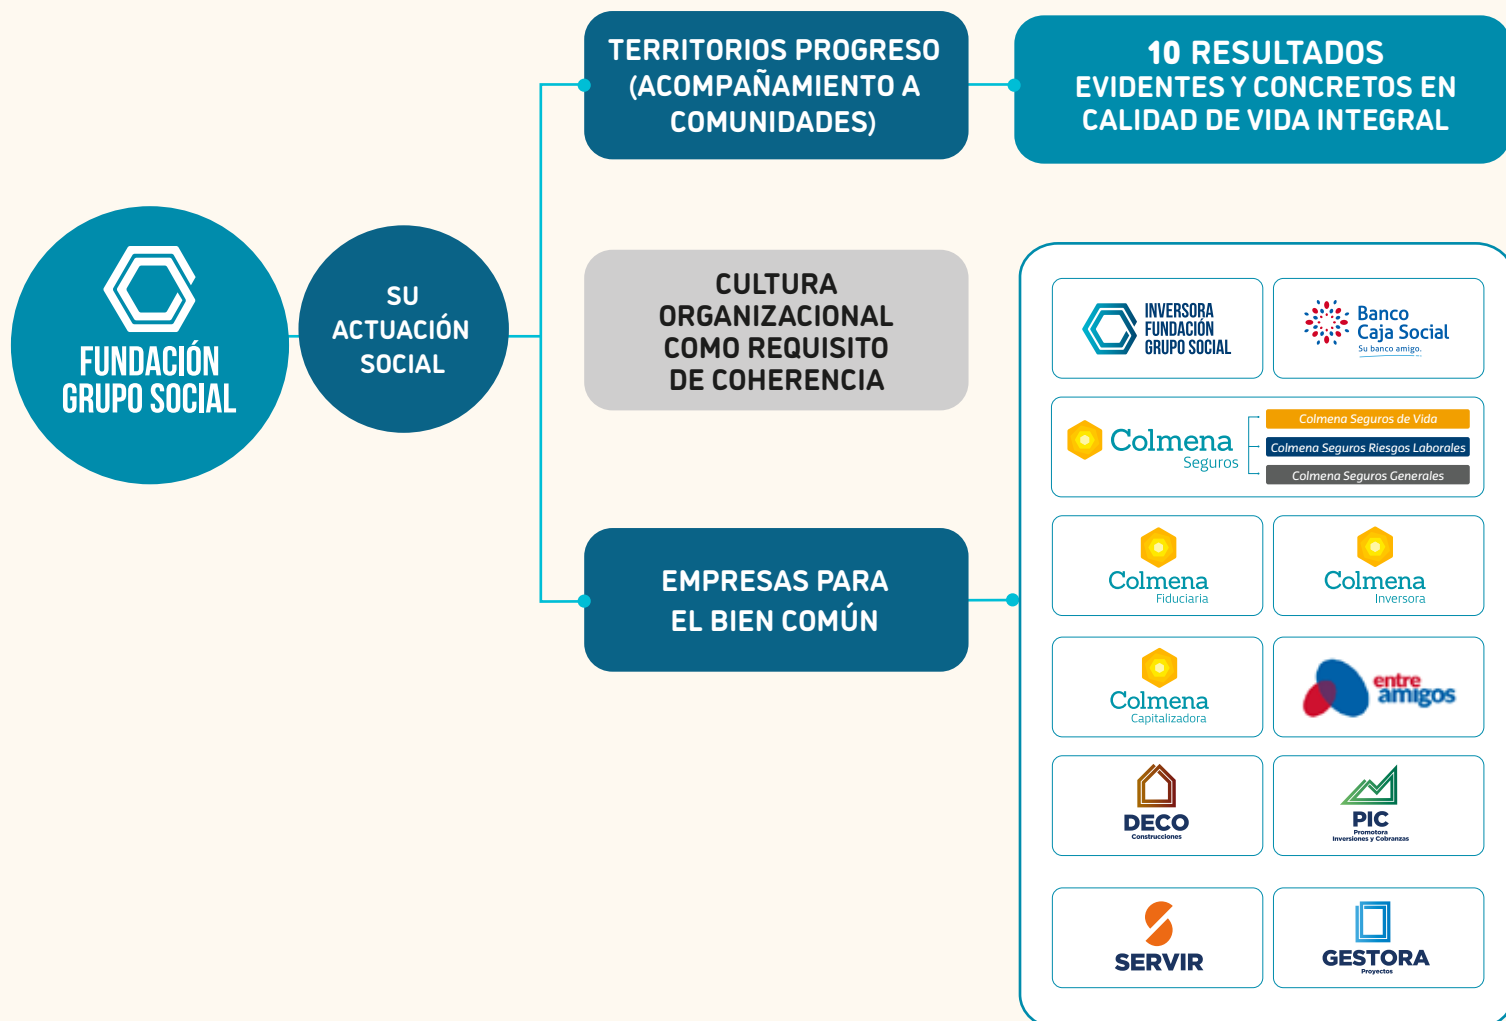 FUNDACIÓN
GRUPO SOCIAL
SU
ACTUACIÓN
SOCIAL
TERRITORIOS PROGRESO
(ACOMPAÑAMIENTO A
COMUNIDADES)
10 RESULTADOS
EVIDENTES Y CONCRETOS EN
CALIDAD DE VIDA INTEGRAL
CULTURA
ORGANIZACIONAL
COMO REQUISITO
DE COHERENCIA
EMPRESAS PARA
EL BIEN COMÚN
INVERSORA
FUNDACIÓN
GRUPO SOCIAL
Banco
Caja Social
Su banco amigo.
Colmena
Seguros
Colmena Seguros de Vida
Colmena Seguros Riesgos Laborales
Colmena Seguros Generales
Colmena
Fiduciaria
Colmena
Inversora
Colmena
Capitalizadora
entre
amigos
DECO
Construcciones
PIC
Promotora
Inversiones y Cobranzas
SERVIR
GESTORA
Proyectos